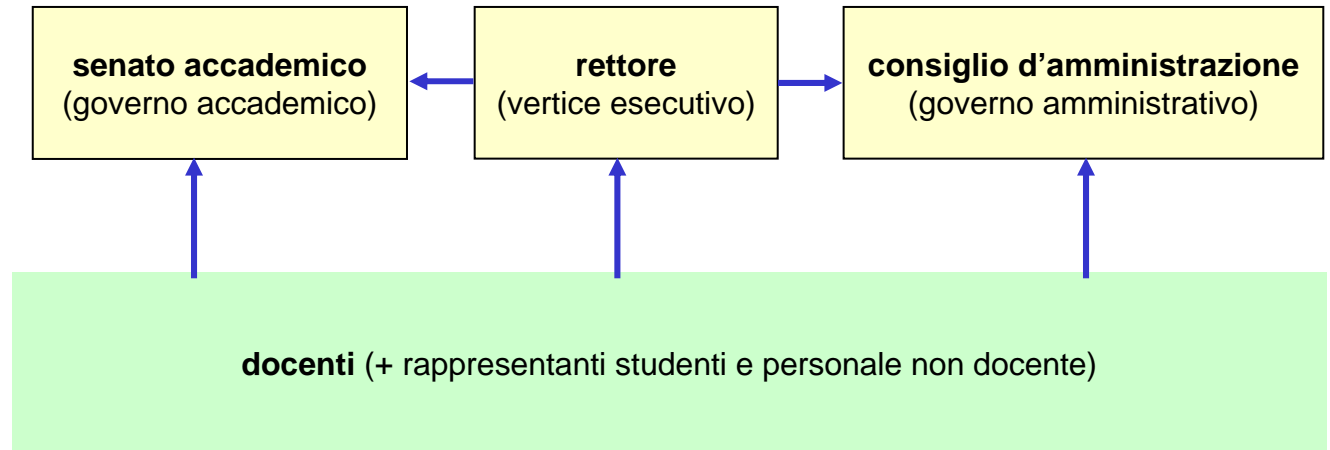 senato accademico
(governo accademico)
rettore
(vertice esecutivo)
consiglio d’amministrazione
(governo amministrativo)
docenti (+ rappresentanti studenti e personale non docente)